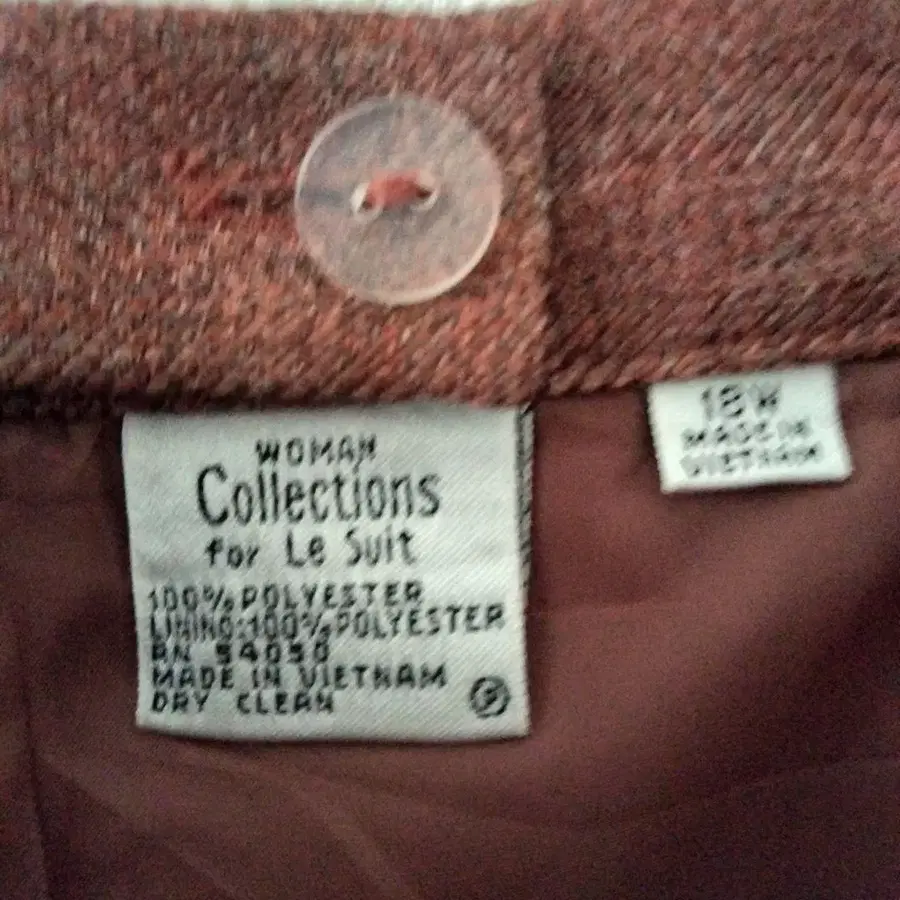 WOMAN
Collections
for Le Suit
100% POLYESTER
LINING:100% POLYESTER
RN 54050
MADE IN VIETNAM
DRY CLEAN
P
18W
MADE IN
VIETNAM